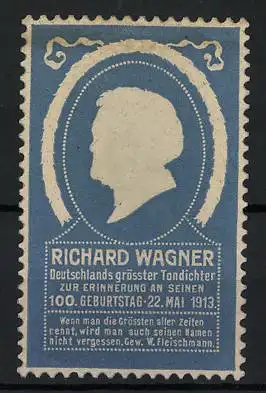 RICHARD WAGNER
Deutschlands grösster Tondichter
ZUR ERINNERUNG AN SEINEN
100. GEBURTSTAG-22. MAI 1913.
Wenn man die Grössten aller Zeiten
nennt, wird man auch seinen Namen
nicht vergessen. Gew. W. Fleischmann.